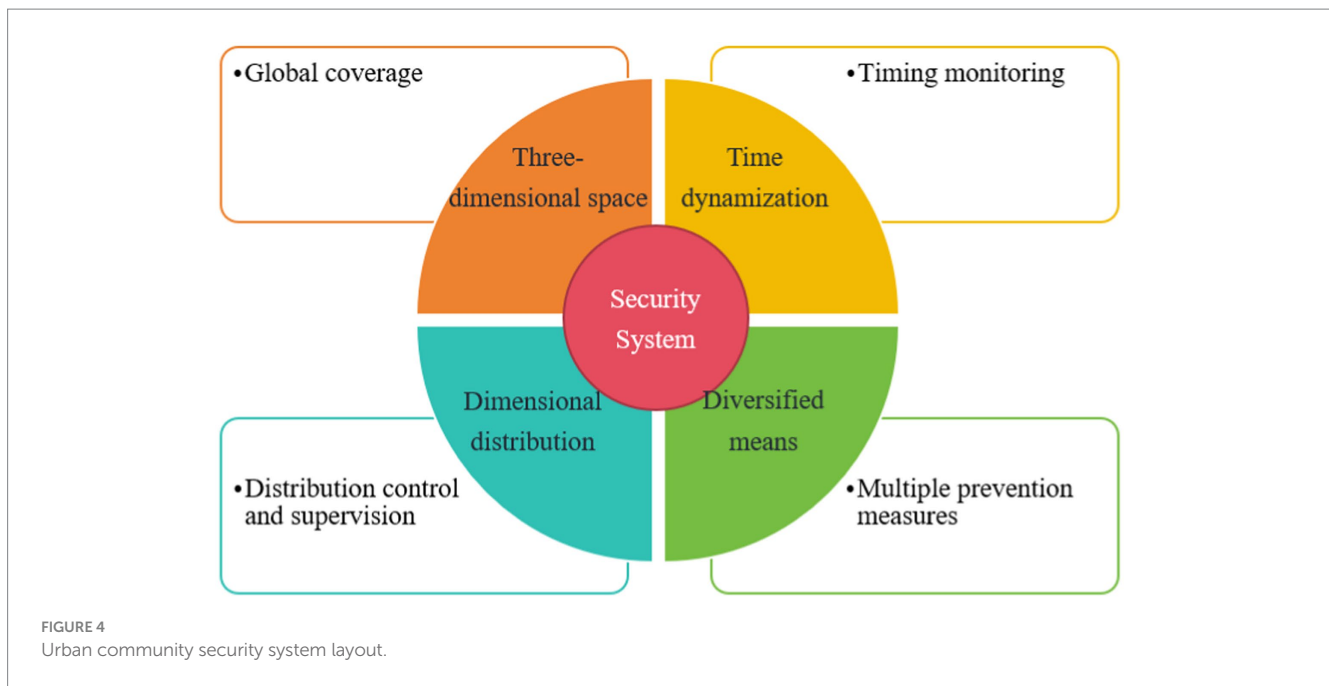 •Global coverage
•Timing monitoring
Three-
dimensional space
Time
dynamization
Security
System
Dimensional
distribution
Diversified
means
•Distribution control
and supervision
•Multiple prevention
measures
FIGURE 4
Urban community security system layout.